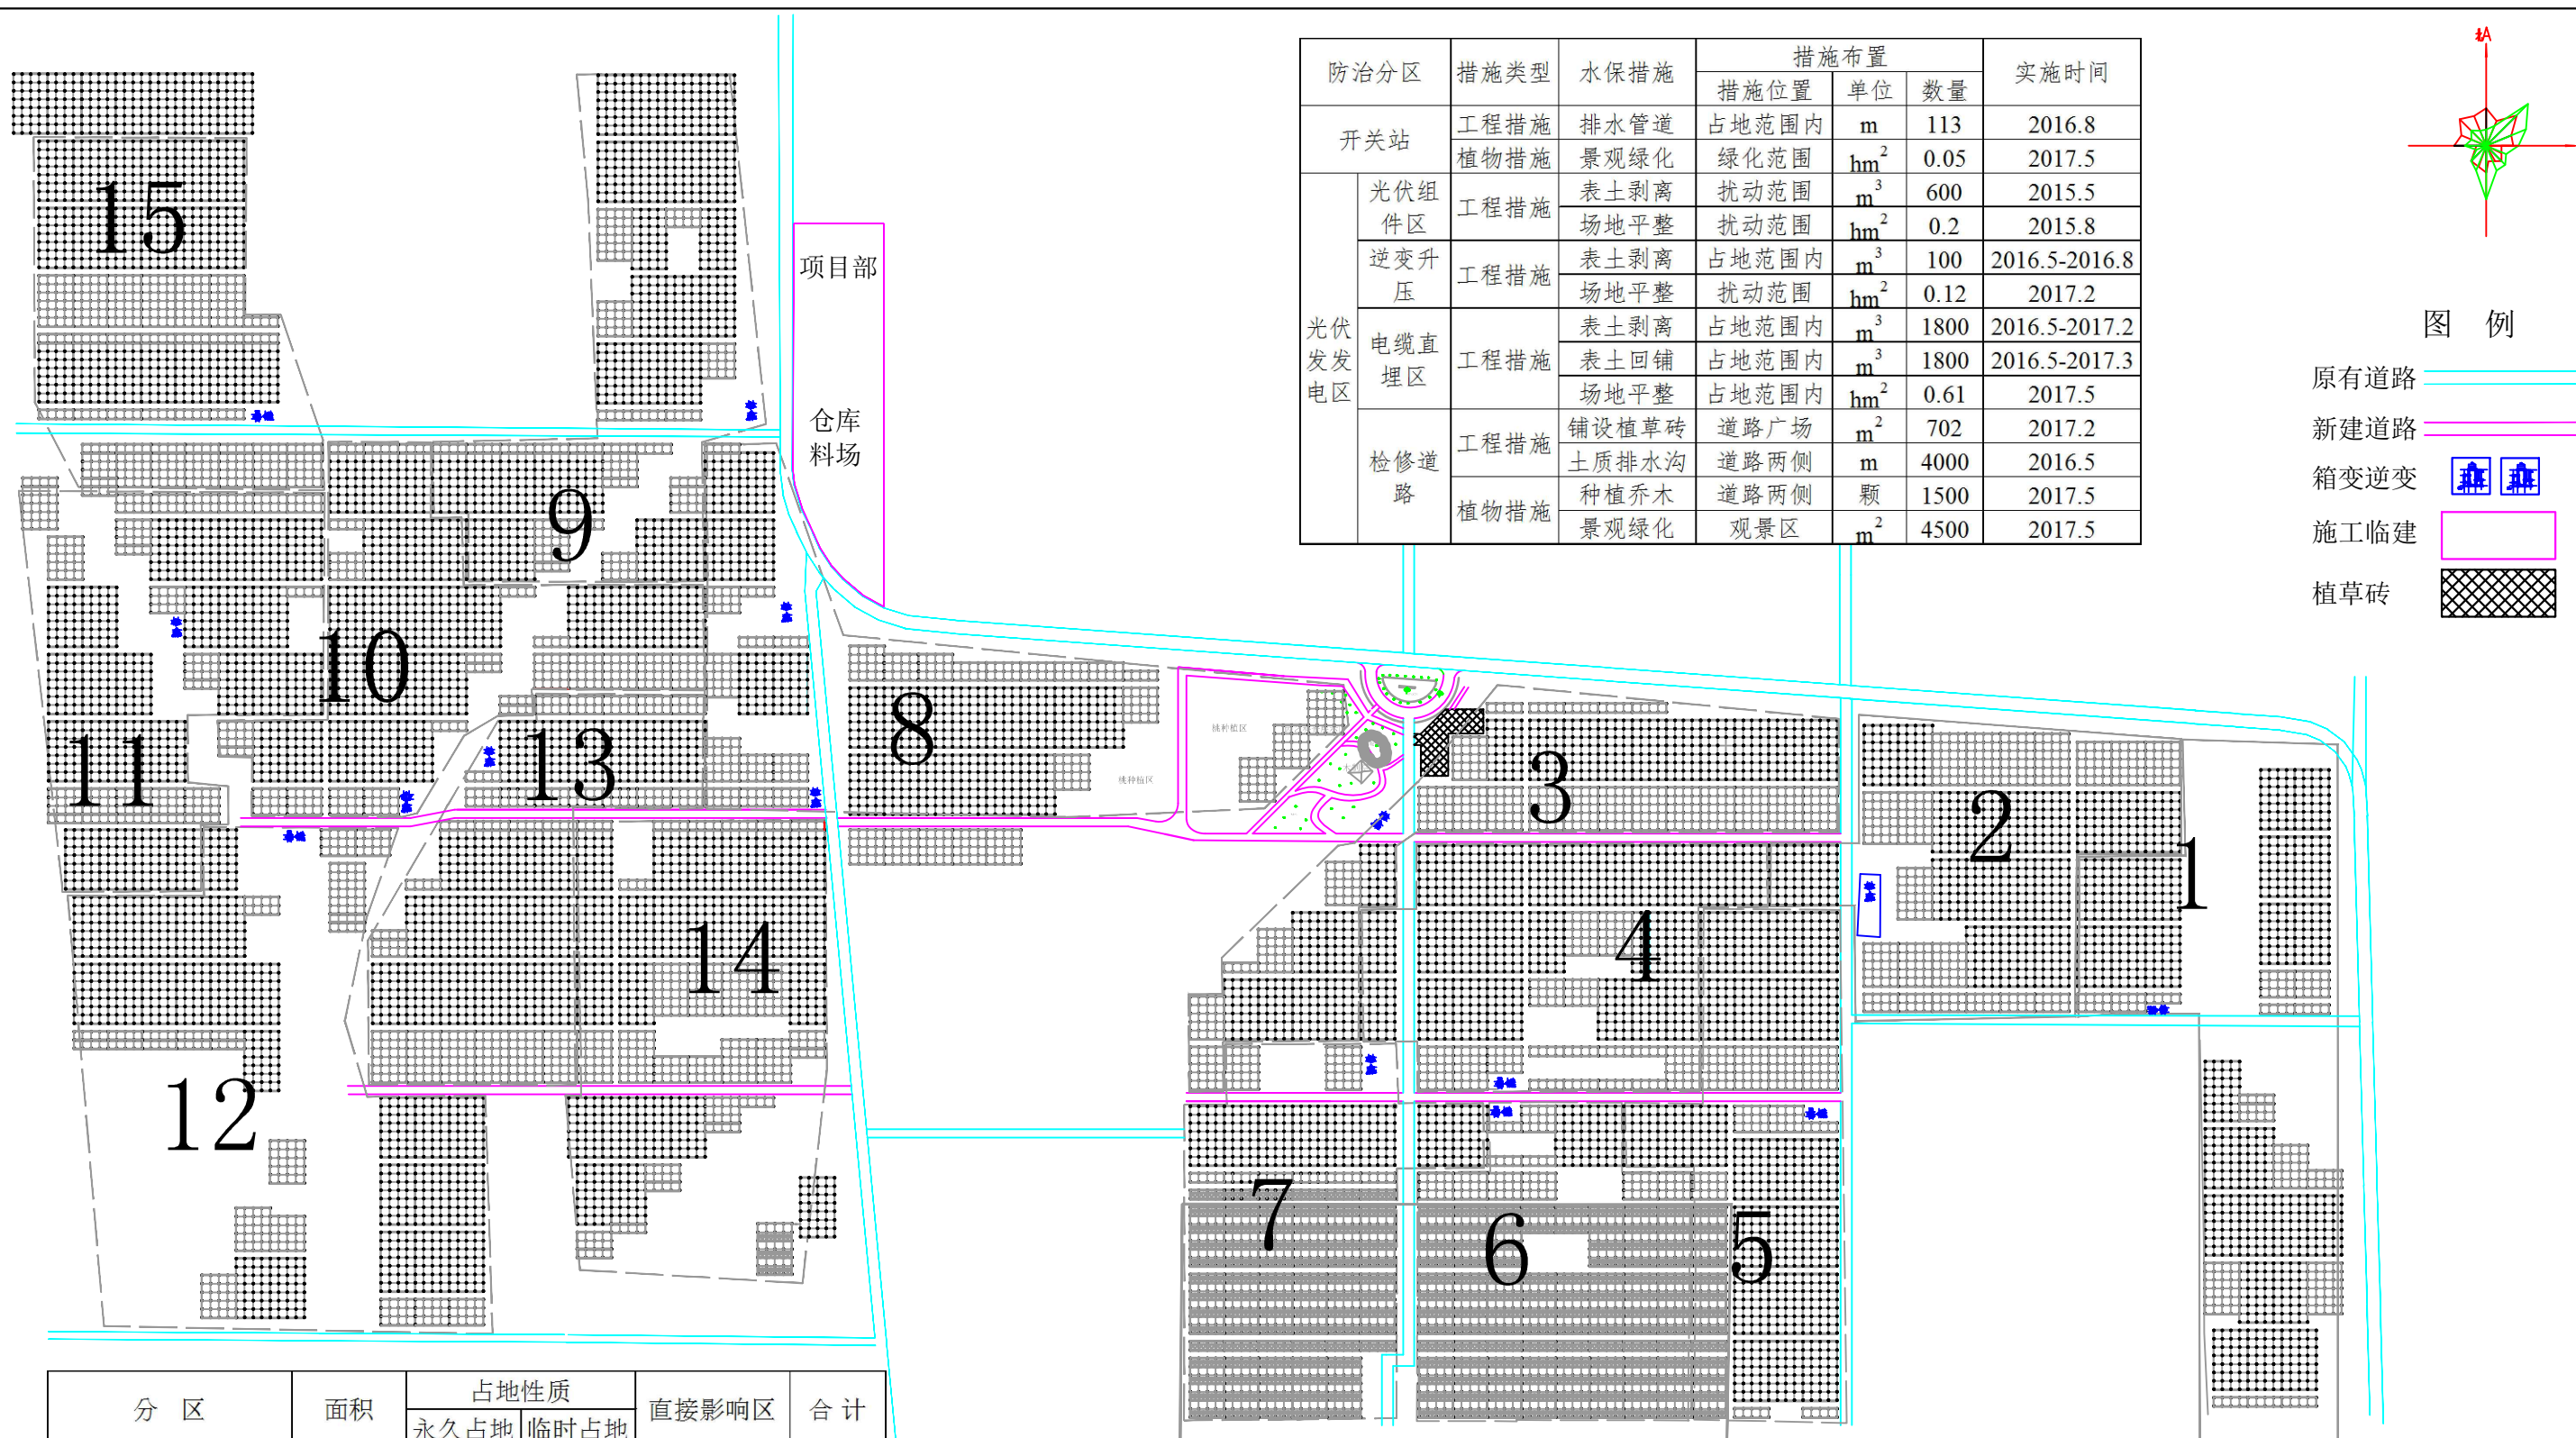 防治分区 措施类型 水保措施 措施布置 实施时间
措施位置 单位 数量
开关站 工程措施 排水管道 占地范围内 m 113 2016.8
植物措施 景观绿化 绿化范围 hm² 0.05 2017.5
光伏发发电区 光伏组件区 工程措施 表土剥离 扰动范围 m³ 600 2015.5
场地平整 扰动范围 hm² 0.2 2015.8
逆变升压 工程措施 表土剥离 占地范围内 m³ 100 2016.5-2016.8
场地平整 扰动范围 hm² 0.12 2017.2
电缆直埋区 工程措施 表土剥离 占地范围内 m³ 1800 2016.5-2017.2
表土回铺 占地范围内 m³ 1800 2016.5-2017.3
场地平整 占地范围内 hm² 0.61 2017.5
检修道路 工程措施 铺设植草砖 道路广场 m² 702 2017.2
土质排水沟 道路两侧 m 4000 2016.5
植物措施 种植乔木 道路两侧 颗 1500 2017.5
景观绿化 观景区 m² 4500 2017.5
图 例
原有道路
新建道路
箱变逆变
施工临建
植草砖
项目部
仓库
料场
15
9
10
11
13
8
桃种植区
桃种植区
3
2
1
14
4
12
7
6
5
分 区 面积 占地性质 直接影响区 合 计
永久占地 临时占地